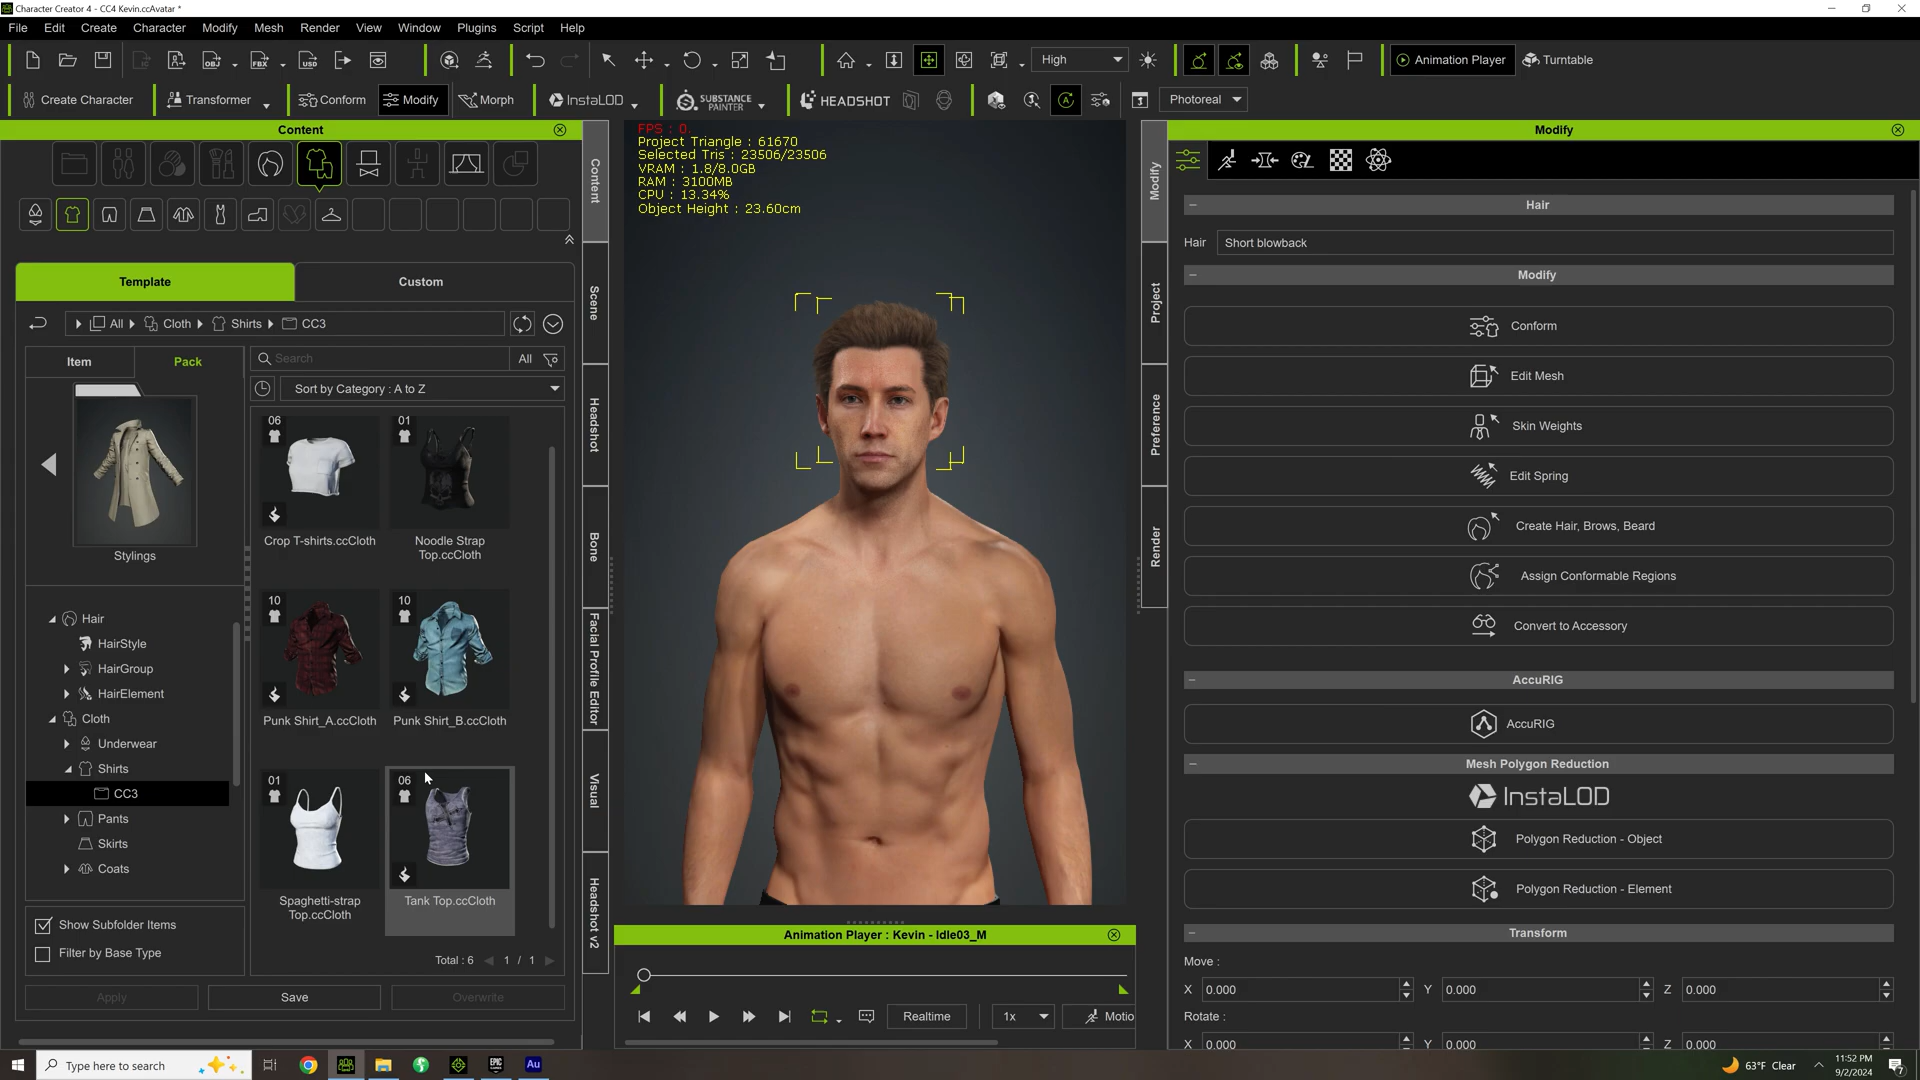 Character Creator 4 - CC4 Kevin.ccAvatar *
File Edit Create Character Modify Mesh Render View Window Plugins Script Help
OBJ FBX USD High Animation Player Turntable
Create Character Transformer Conform Modify Morph InstaLOD SUBSTANCE PAINTER HEADSHOT A Photoreal
Content
Template Custom
All Cloth Shirts CC3
Item Pack Search All
Sort by Category : A to Z
Stylings
Hair
HairStyle
HairGroup
HairElement
Cloth
Underwear
Shirts
CC3
Pants
Skirts
Coats
Show Subfolder Items
Filter by Base Type
06
Crop T-shirts.ccCloth
01
Noodle Strap
Top.ccCloth
10
Punk Shirt_A.ccCloth
10
Punk Shirt_B.ccCloth
01
Spaghetti-strap
Top.ccCloth
06
Tank Top.ccCloth
Total : 6 1 / 1
Apply Save Overwrite
Content
Scene
Headshot
Bone
Facial Profile Editor
Visual
Headshot v2
FPS : 0.
Project Triangle : 61670
Selected Tris : 23506/23506
VRAM : 1.8/8.0GB
RAM : 3100MB
CPU : 13.34%
Object Height : 23.60cm
Animation Player : Kevin - Idle03_M
Realtime 1x Motio
Modify
Project
Preference
Render
Modify
Hair
Hair Short blowback
Modify
Conform
Edit Mesh
Skin Weights
Edit Spring
Create Hair, Brows, Beard
Assign Conformable Regions
Convert to Accessory
AccuRIG
AccuRIG
Mesh Polygon Reduction
InstaLOD
Polygon Reduction - Object
Polygon Reduction - Element
Transform
Move :
X 0.000 Y 0.000 Z 0.000
Rotate :
X 0.000 Y 0.000 Z 0.000
Type here to search
Au
63°F Clear
11:52 PM
9/2/2024
7